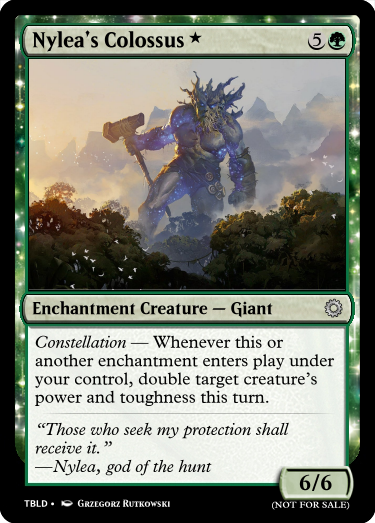 Nylea's Colossus ★ 5
Enchantment Creature — Giant
Constellation — Whenever this or
another enchantment enters play under
your control, double target creature's
power and toughness this turn.
"Those who seek my protection shall
receive it."
—Nylea, god of the hunt
6/6
TBLD • Grzegorz Rutkowski
(NOT FOR SALE)